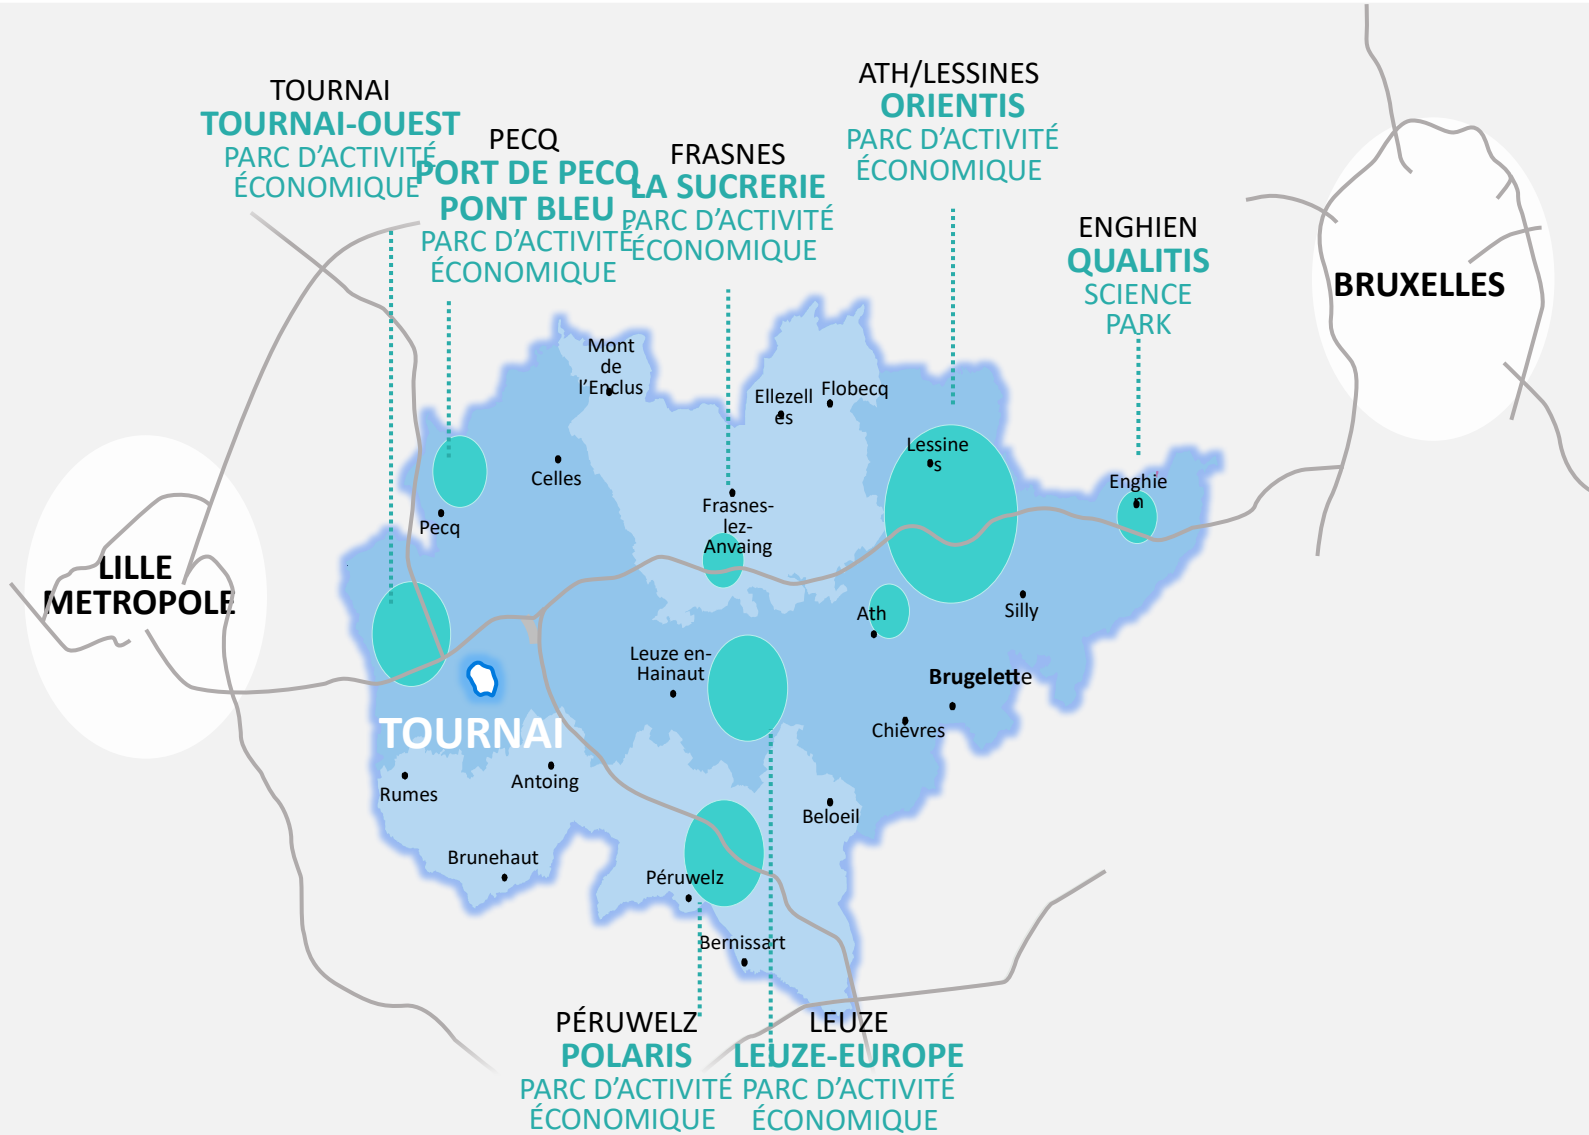 TOURNAI
TOURNAI-OUEST
PARC D’ACTIVITÉ
ÉCONOMIQUE
PECQ
PORT DE PECQ
PONT BLEU
PARC D’ACTIVITÉ
ÉCONOMIQUE
FRASNES
LA SUCRERIE
PARC D’ACTIVITÉ
ÉCONOMIQUE
ATH/LESSINES
ORIENTIS
PARC D’ACTIVITÉ
ÉCONOMIQUE
ENGHIEN
QUALITIS
SCIENCE
PARK
BRUXELLES
Mont
de
l’Enclus
Ellezell
es
Flobecq
Lessine
s
Celles
Enghie
n
Pecq
Frasnes-
lez-
Anvaing
LILLE
METROPOLE
Ath
Silly
Leuze en-
Hainaut
Brugelette
TOURNAI
Chièvres
Rumes
Antoing
Beloeil
Brunehaut
Péruwelz
Bernissart
PÉRUWELZ
POLARIS
PARC D’ACTIVITÉ
ÉCONOMIQUE
LEUZE
LEUZE-EUROPE
PARC D’ACTIVITÉ
ÉCONOMIQUE